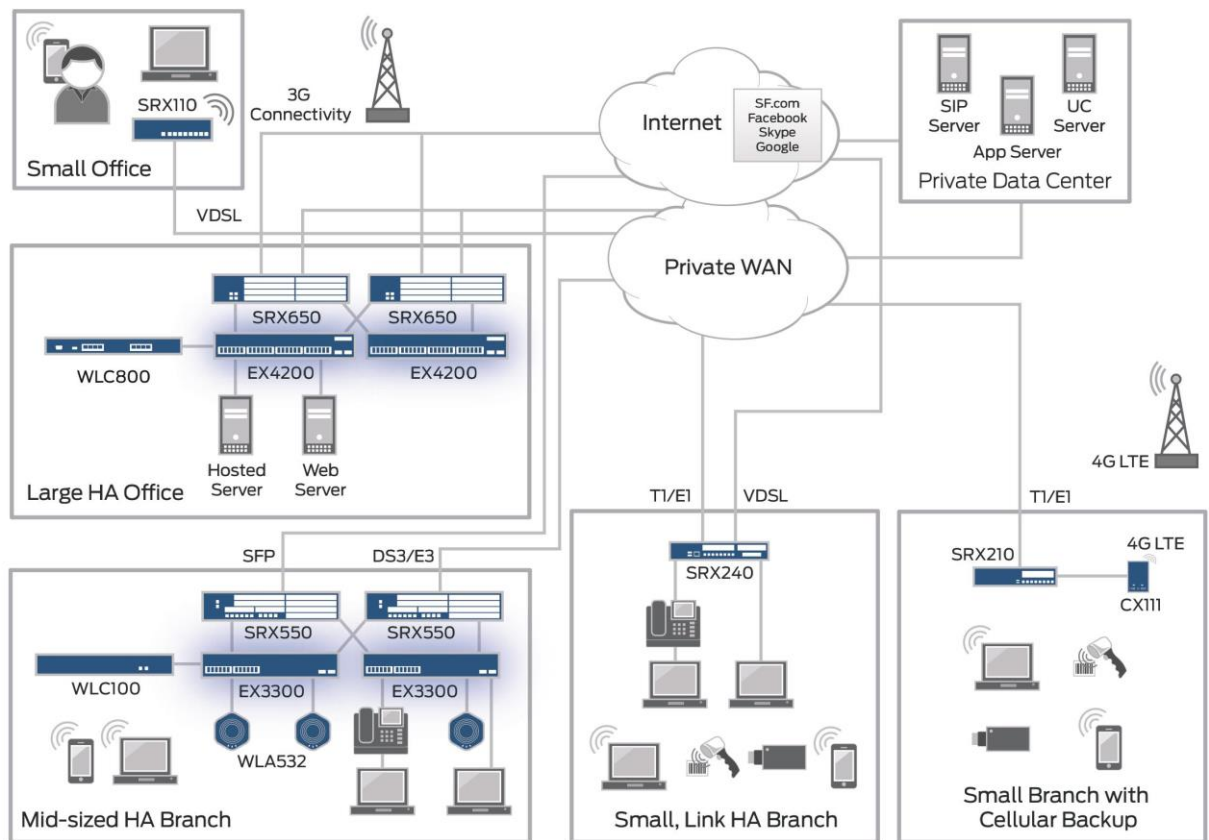 SRX110
Small Office
3G
Connectivity
Internet
SF.com
Facebook
Skype
Google
SIP
Server
UC
Server
App Server
Private Data Center
VDSL
Private WAN
SRX650
SRX650
WLC800
EX4200
EX4200
Hosted
Server
Web
Server
Large HA Office
4G LTE
SFP
DS3/E3
T1/E1
VDSL
T1/E1
SRX550
SRX550
WLC100
EX3300
EX3300
WLA532
Mid-sized HA Branch
SRX240
Small, Link HA Branch
SRX210
4G LTE
CX111
Small Branch with
Cellular Backup